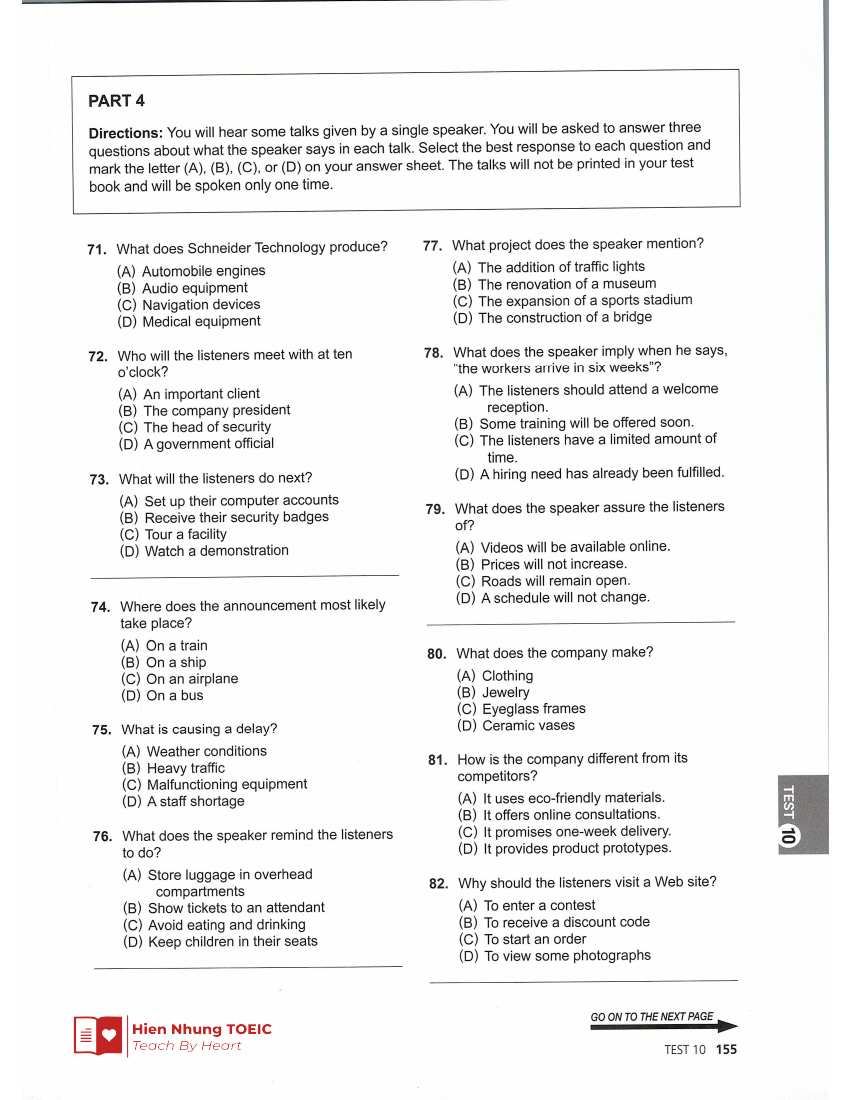 PART 4
Directions: You will hear some talks given by a single speaker. You will be asked to answer three
questions about what the speaker says in each talk. Select the best response to each question and
mark the letter (A), (B), (C), or (D) on your answer sheet. The talks will not be printed in your test
book and will be spoken only one time.
71. What does Schneider Technology produce?
(A) Automobile engines
(B) Audio equipment
(C) Navigation devices
(D) Medical equipment
72. Who will the listeners meet with at ten
o'clock?
(A) An important client
(B) The company president
(C) The head of security
(D) A government official
73. What will the listeners do next?
(A) Set up their computer accounts
(B) Receive their security badges
(C) Tour a facility
(D) Watch a demonstration
74. Where does the announcement most likely
take place?
(A) On a train
(B) On a ship
(C) On an airplane
(D) On a bus
75. What is causing a delay?
(A) Weather conditions
(B) Heavy traffic
(C) Malfunctioning equipment
(D) A staff shortage
76. What does the speaker remind the listeners
to do?
(A) Store luggage in overhead
compartments
(B) Show tickets to an attendant
(C) Avoid eating and drinking
(D) Keep children in their seats
77. What project does the speaker mention?
(A) The addition of traffic lights
(B) The renovation of a museum
(C) The expansion of a sports stadium
(D) The construction of a bridge
78. What does the speaker imply when he says,
"the workers arrive in six weeks"?
(A) The listeners should attend a welcome
reception.
(B) Some training will be offered soon.
(C) The listeners have a limited amount of
time.
(D) A hiring need has already been fulfilled.
79. What does the speaker assure the listeners
of?
(A) Videos will be available online.
(B) Prices will not increase.
(C) Roads will remain open.
(D) A schedule will not change.
80. What does the company make?
(A) Clothing
(B) Jewelry
(C) Eyeglass frames
(D) Ceramic vases
81. How is the company different from its
competitors?
(A) It uses eco-friendly materials.
(B) It offers online consultations.
(C) It promises one-week delivery.
(D) It provides product prototypes.
82. Why should the listeners visit a Web site?
(A) To enter a contest
(B) To receive a discount code
(C) To start an order
(D) To view some photographs
TEST 10
Hien Nhung TOEIC
Teach By Heart
GO ON TO THE NEXT PAGE
TEST 10 155